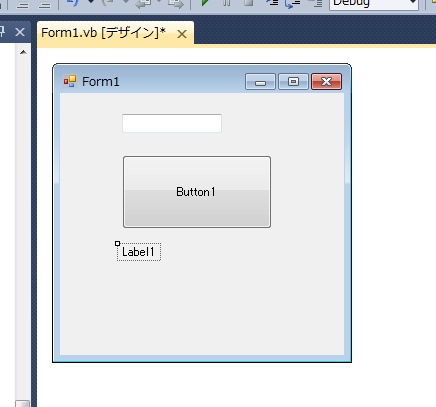 Debug
Form1.vb [デザイン]*
Form1
Button1
Label1